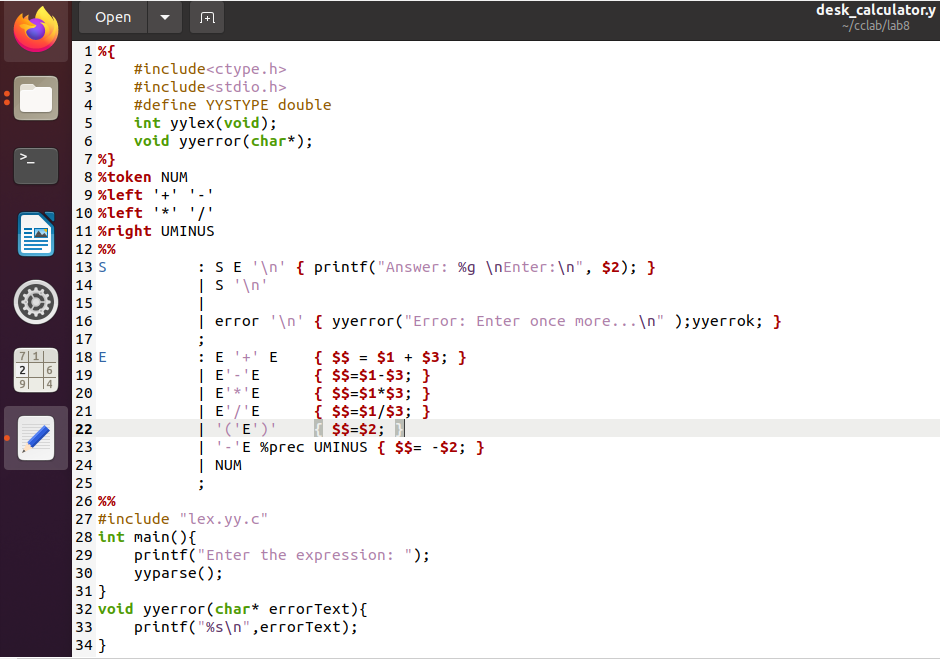 Open
desk_calculator.y
~/cclab/lab8
1 %{
2     #include<ctype.h>
3     #include<stdio.h>
4     #define YYSTYPE double
5     int yylex(void);
6     void yyerror(char*);
7 %}
8 %token NUM
9 %left '+' '-'
10 %left '*' '/'
11 %right UMINUS
12 %%
13 S          : S E '\n' { printf("Answer: %g \nEnter:\n", $2); }
14            | S '\n'
15            |
16            | error '\n' { yyerror("Error: Enter once more...\n" );yyerrok; }
17            ;
18 E          : E '+' E    { $$ = $1 + $3; }
19            | E'-'E      { $$=$1-$3; }
20            | E'*'E      { $$=$1*$3; }
21            | E'/'E      { $$=$1/$3; }
22            | '('E')'    { $$=$2; }
23            | '-'E %prec UMINUS { $$= -$2; }
24            | NUM
25            ;
26 %%
27 #include "lex.yy.c"
28 int main(){
29     printf("Enter the expression: ");
30     yyparse();
31 }
32 void yyerror(char* errorText){
33     printf("%s\n",errorText);
34 }
>_
7 1
2 6
9 4